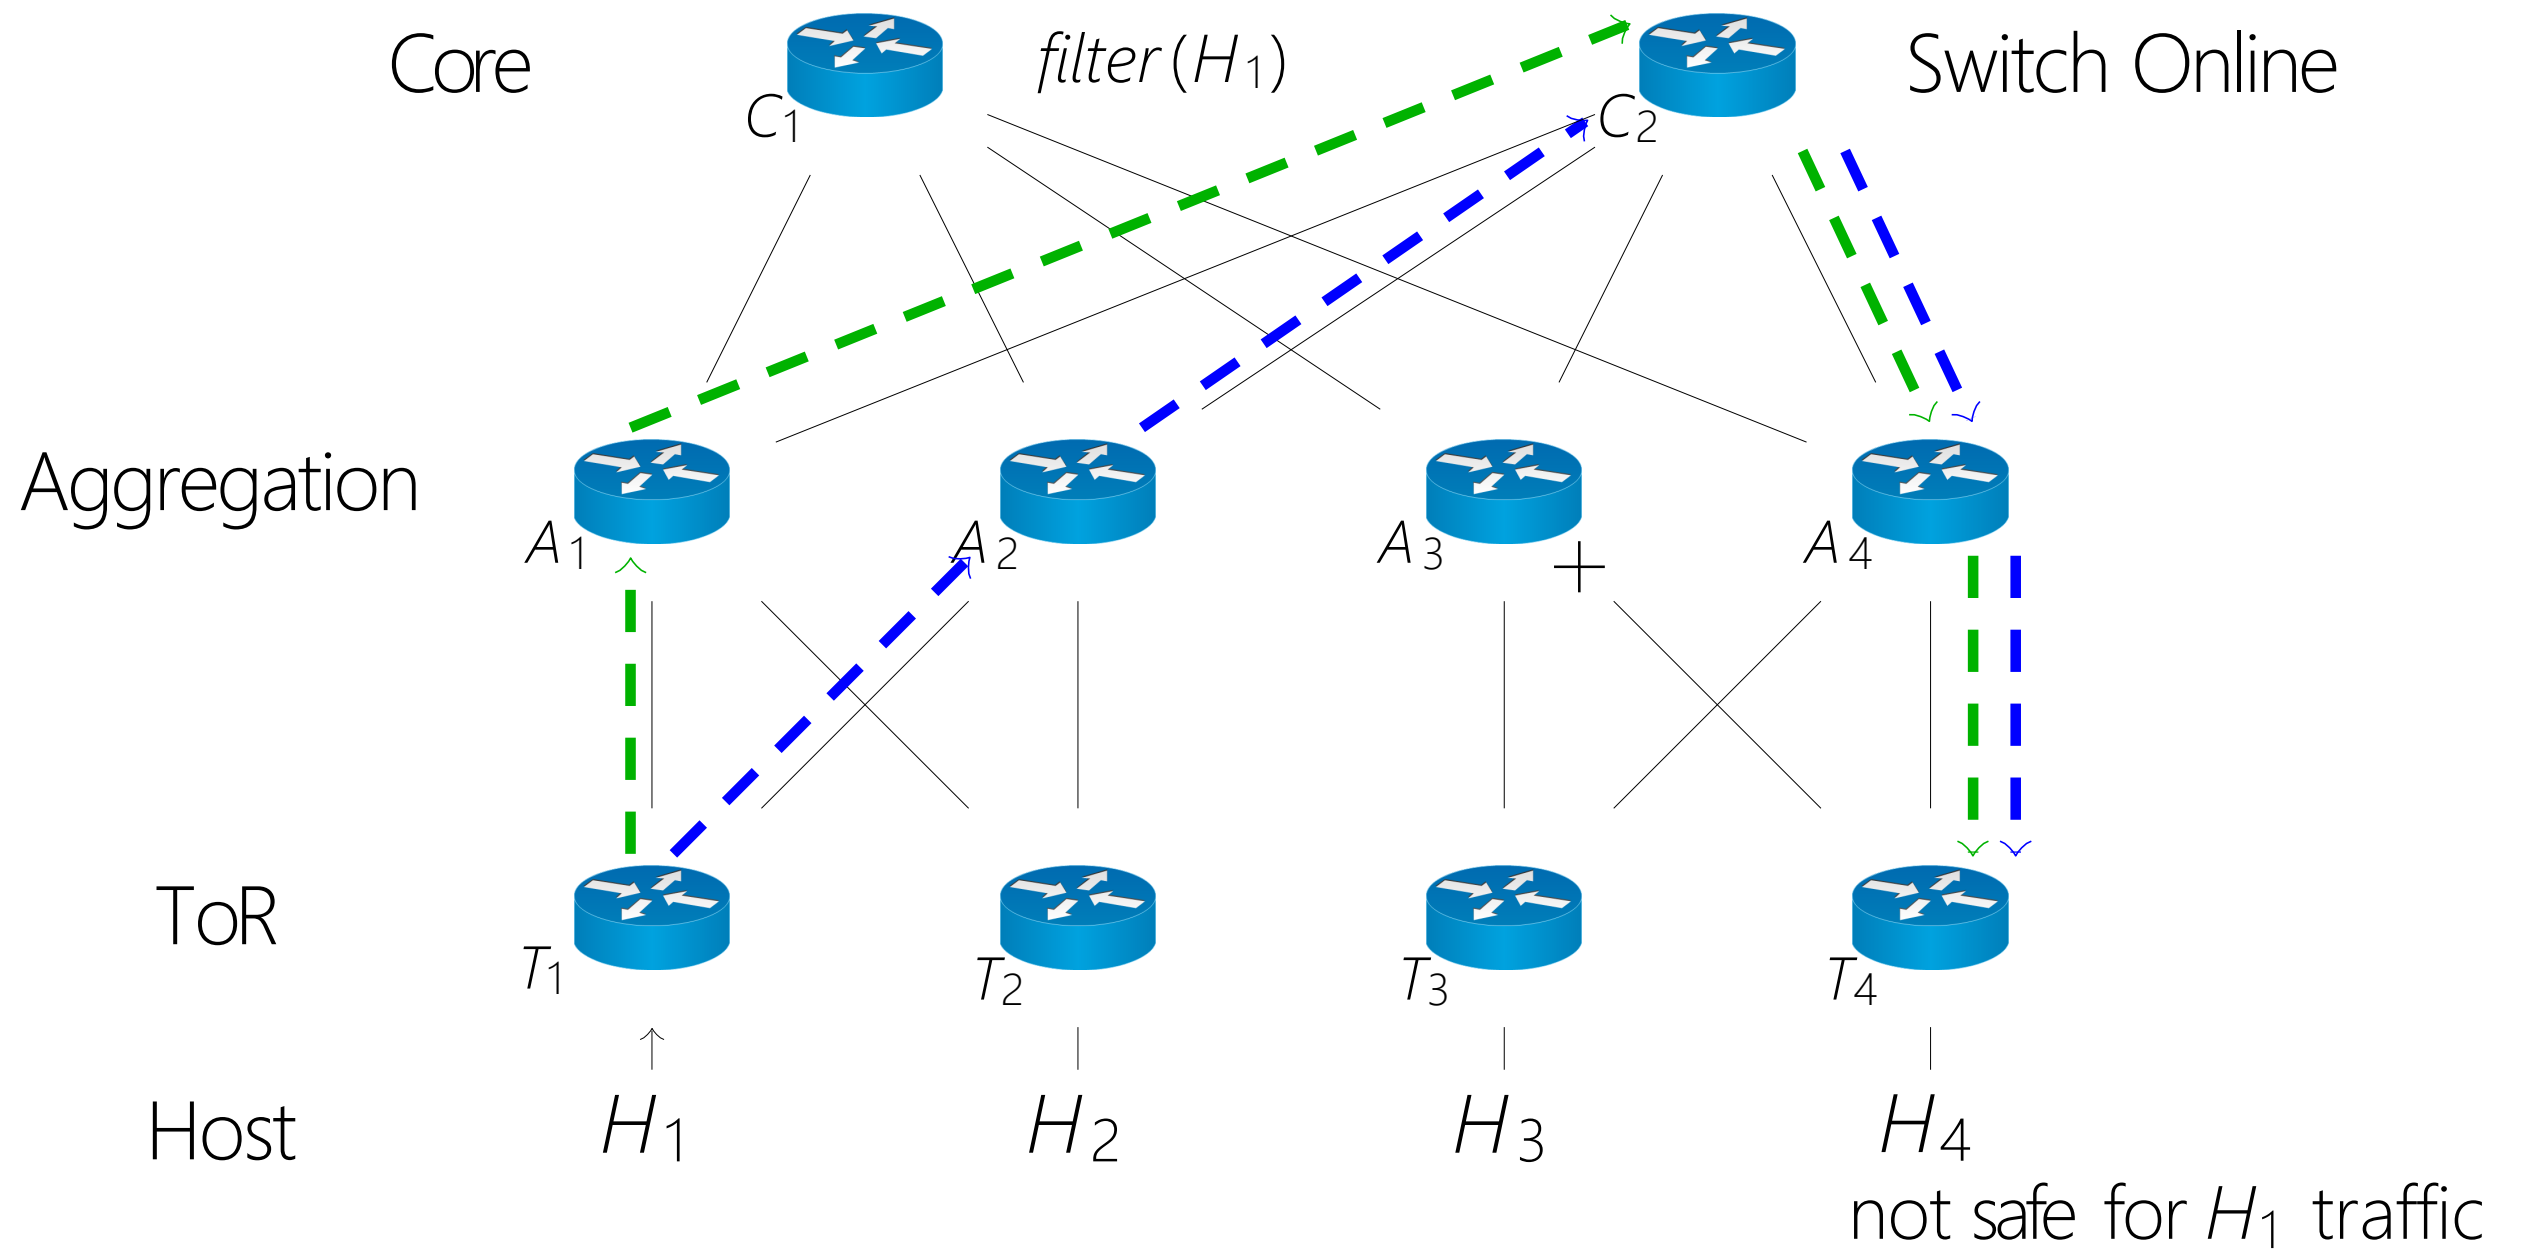 Core
C1
filter(H1)
C2
Switch Online
Aggregation
A1
A2
A3
A4
+
ToR
T1
T2
T3
T4
Host
H1
H2
H3
H4
not safe for H1 traffic